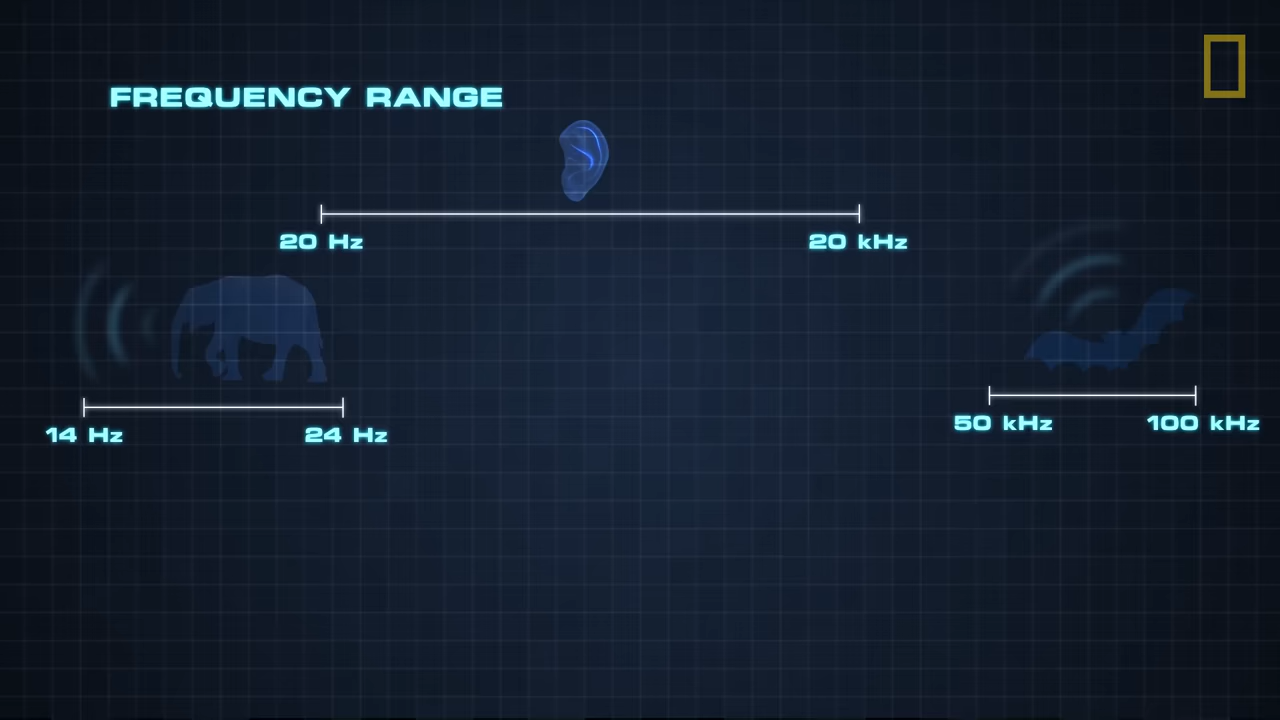 FREQUENCY RANGE
20 Hz
20 kHz
14 Hz
24 Hz
50 kHz
100 kHz